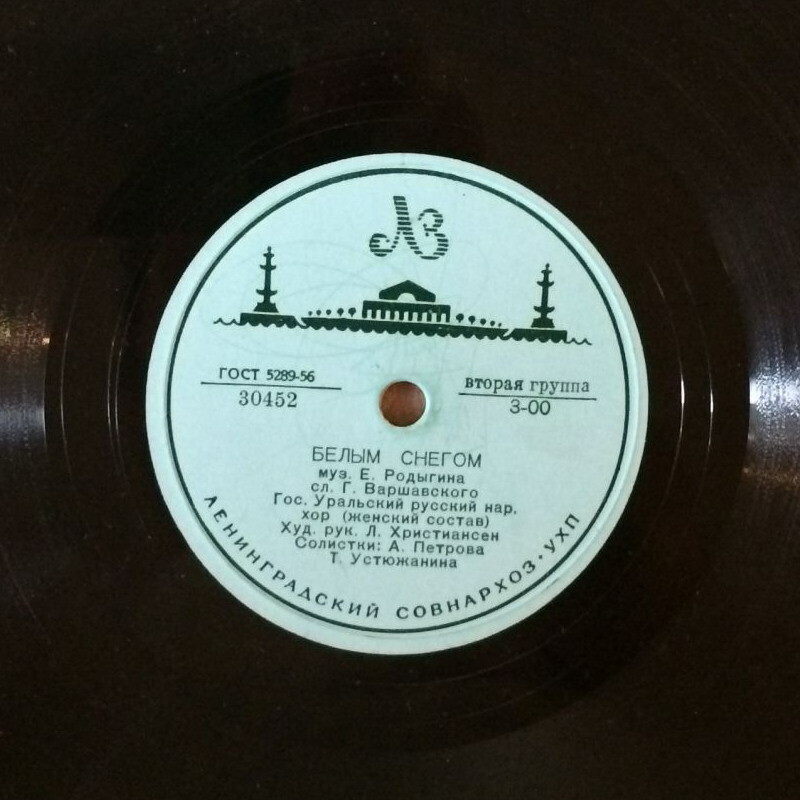 ЛЗ
ГОСТ 5289-56
30452
вторая группа
3-00
БЕЛЫМ СНЕГОМ
муз. Е. Родыгина
сл. Г. Варшавского
Гос. Уральский русский нар.
хор (женский состав)
Худ. рук. Л. Христиансен
Солистки: А. Петрова
Т. Устюжанина
ЛЕНИНГРАДСКИЙ СОВНАРХОЗ · УХП